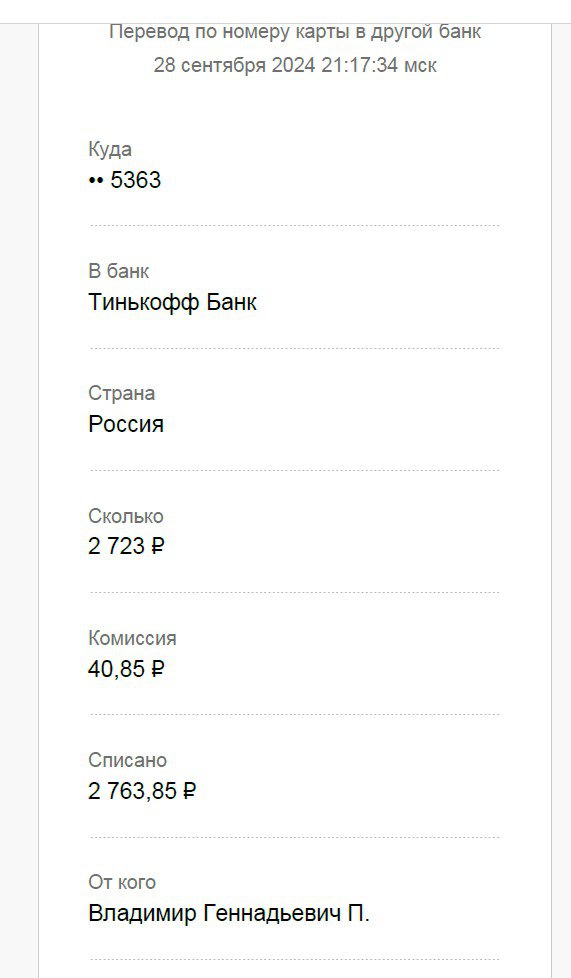 Перевод по номеру карты в другой банк
28 сентября 2024 21:17:34 мск
Куда
•• 5363
В банк
Тинькофф Банк
Страна
Россия
Сколько
2 723 ₽
Комиссия
40,85 ₽
Списано
2 763,85 ₽
От кого
Владимир Геннадьевич П.